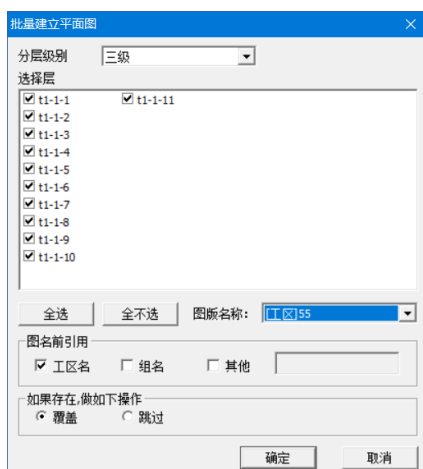 批量建立平面图
分层级别 三级
选择层
t1-1-1 t1-1-11
t1-1-2
t1-1-3
t1-1-4
t1-1-5
t1-1-6
t1-1-7
t1-1-8
t1-1-9
t1-1-10
全选 全不选 图版名称： [工区]55
图名前引用
工区名 组名 其他
如果存在,做如下操作
覆盖 跳过
确定 取消